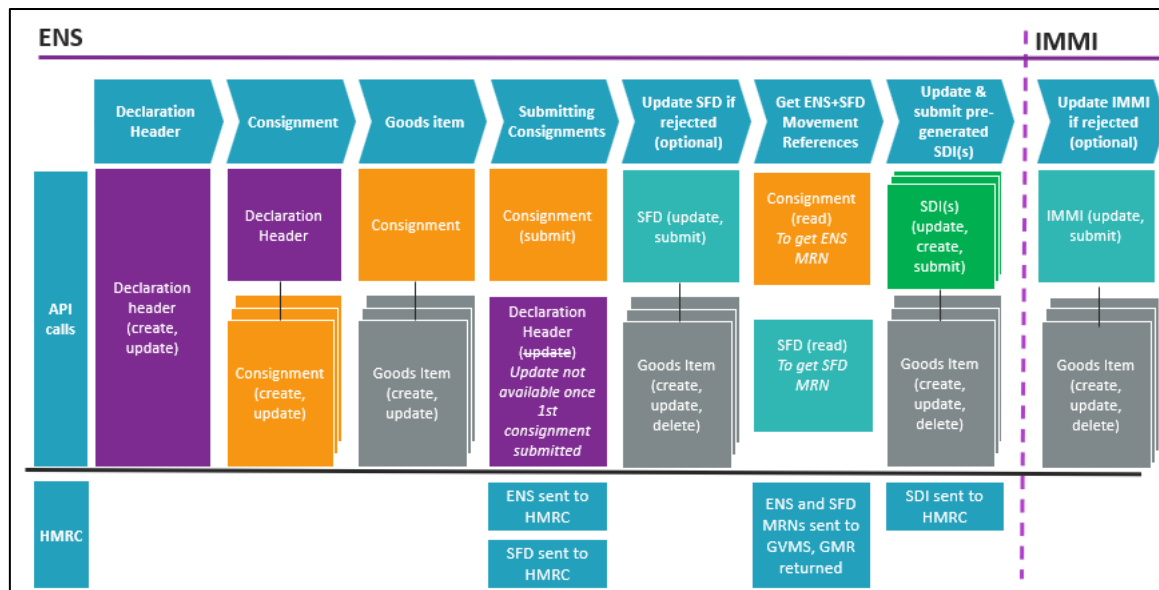 ENS
IMMI
Declaration
Header
Consignment
Goods item
Submitting
Consignments
Update SFD if
rejected
(optional)
Get ENS+SFD
Movement
References
Update &
submit pre-
generated
SDI(s)
Update IMMI
if rejected
(optional)
API
calls
Declaration
header
(create,
update)
Declaration
Header
Consignment
(create,
update)
Consignment
Goods Item
(create,
update)
Consignment
(submit)
Declaration
Header
(update)
Update not
available once
1st
consignment
submitted
SFD (update,
submit)
Goods Item
(create,
update,
delete)
Consignment
(read)
To get ENS
MRN
SFD (read)
To get SFD
MRN
SDI(s)
(update,
create,
submit)
Goods Item
(create,
update,
delete)
IMMI (update,
submit)
Goods Item
(create,
update,
delete)
HMRC
ENS sent to
HMRC
SFD sent to
HMRC
ENS and SFD
MRNs sent to
GVMS, GMR
returned
SDI sent to
HMRC